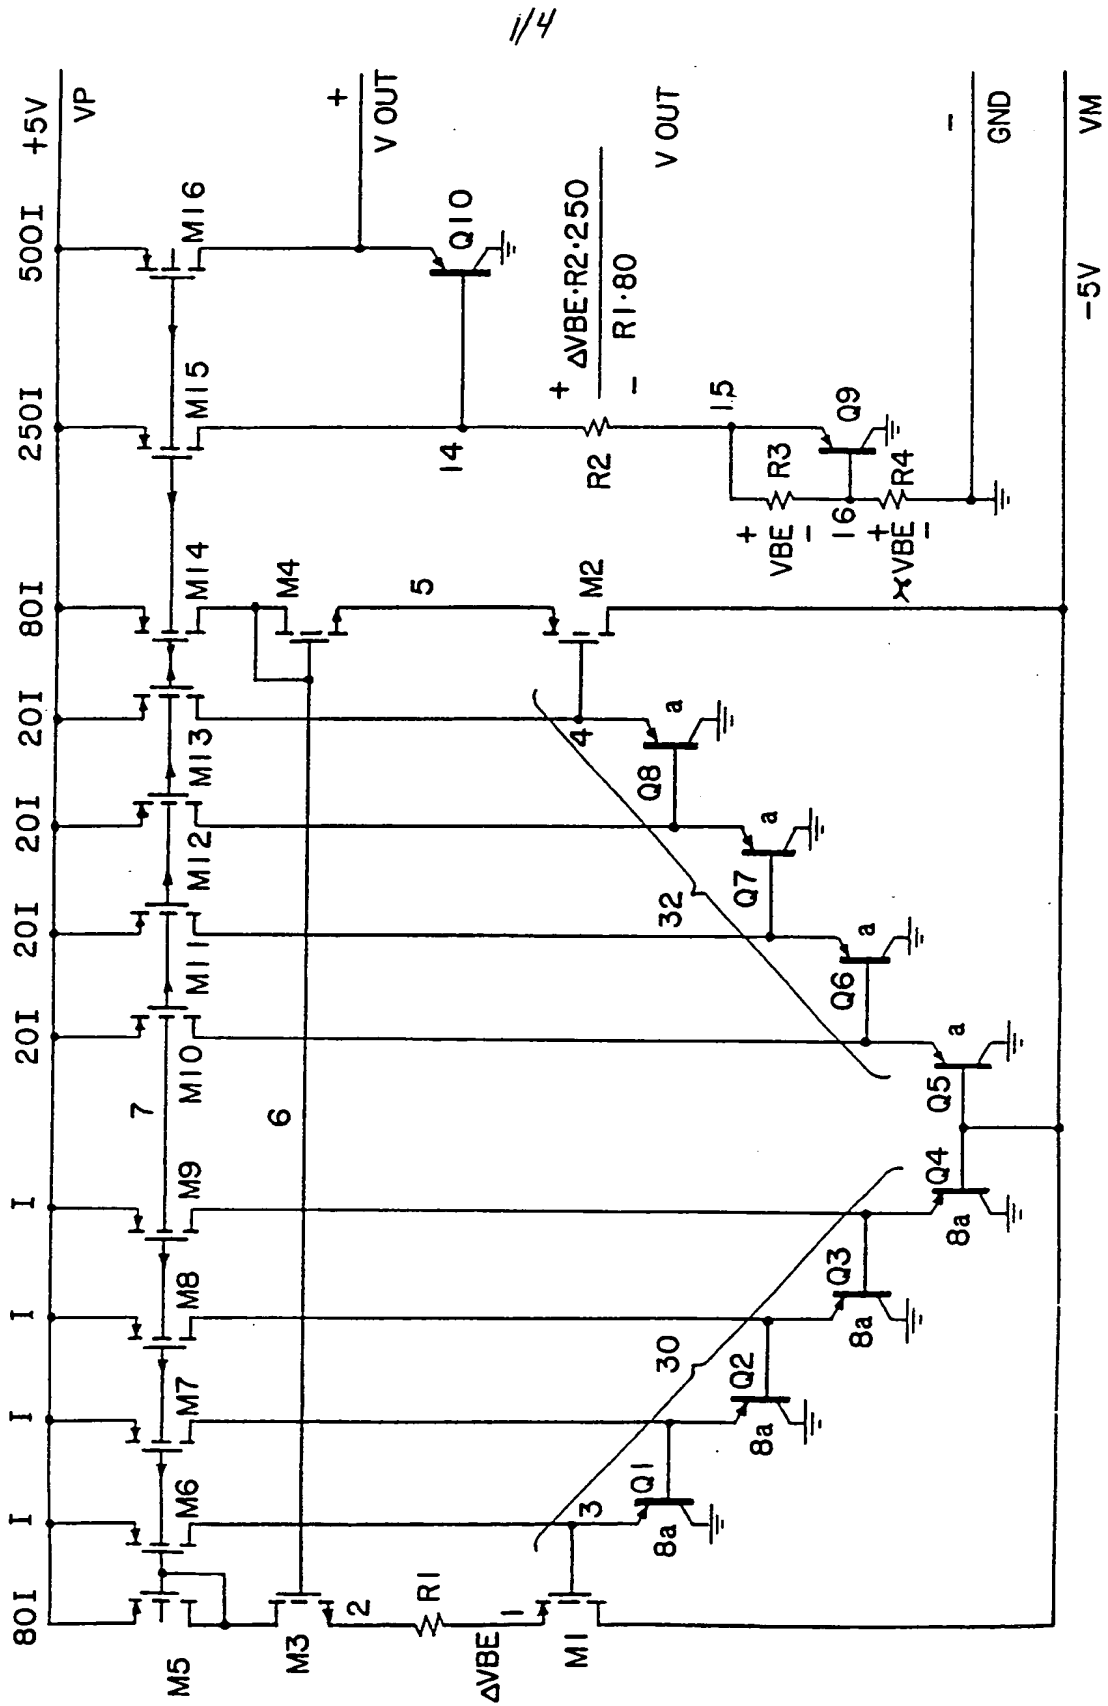 1/4
80I I I I I 20I 20I 20I 20I 80I 250I 500I +5V
VP
M5 M6 M7 M8 M9 M10 M11 M12 M13 M14 M15 M16
7
+
V OUT
M3
6
M4
Q10
2
R1
5
14
+
ΔVBE·R2·250
R1·80
-
R2
V OUT
ΔVBE
1
M1
3
4
M2
15
8a
Q1
30
32
Q8
a
+
VBE
-
R3
Q9
16
8a
Q2
Q7
a
+
xVBE
-
R4
8a
Q3
Q6
a
-
GND
8a
Q4
Q5
a
-5V
VM